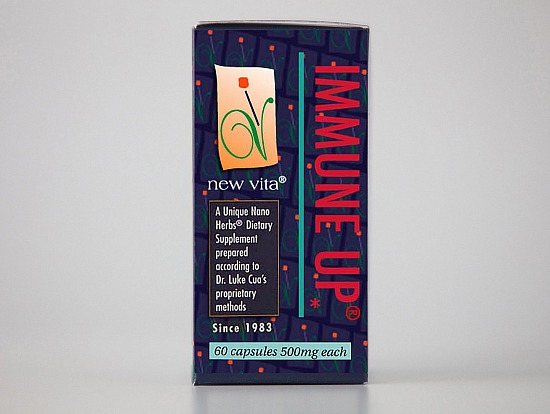 new vita®
A Unique Nano
Herbs® Dietary
Supplement
prepared
according to
Dr. Luke Cua's
proprietary
methods
Since 1983
60 capsules 500mg each
IMMUNE UP®*